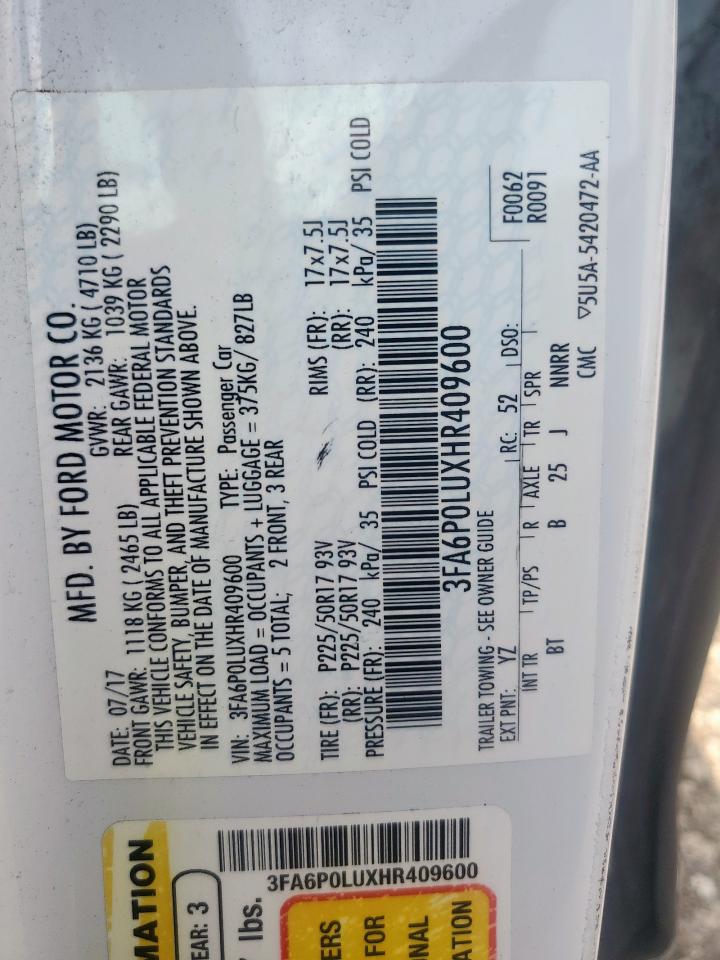 MFD. BY FORD MOTOR CO.
DATE: 07/17 GVWR: 2136 KG ( 4710 LB)
FRONT GAWR: 1118 KG ( 2465 LB) REAR GAWR: 1039 KG ( 2290 LB)
THIS VEHICLE CONFORMS TO ALL APPLICABLE FEDERAL MOTOR
VEHICLE SAFETY, BUMPER, AND THEFT PREVENTION STANDARDS
IN EFFECT ON THE DATE OF MANUFACTURE SHOWN ABOVE.
VIN: 3FA6P0LUXHR409600 TYPE: Passenger Car
MAXIMUM LOAD = OCCUPANTS + LUGGAGE = 375KG/ 827LB
OCCUPANTS = 5 TOTAL; 2 FRONT, 3 REAR
TIRE (FR): P225/50R17 93V RIMS (FR): 17x7.5J
(RR): P225/50R17 93V (RR): 17x7.5J
PRESSURE (FR): 240 kPa/ 35 PSI COLD (RR): 240 kPa/ 35 PSI COLD
3FA6P0LUXHR409600
TRAILER TOWING - SEE OWNER GUIDE F0062
EXT PNT: YZ RC: 52 DSO: R0091
INT TR TP/PS R AXLE TR SPR
BT B 25 J NNRR
CMC ▽5U5A-5420472-AA
MATION
EAR: 3
lbs.
3FA6P0LUXHR409600
ERS
FOR
ONAL
ATION